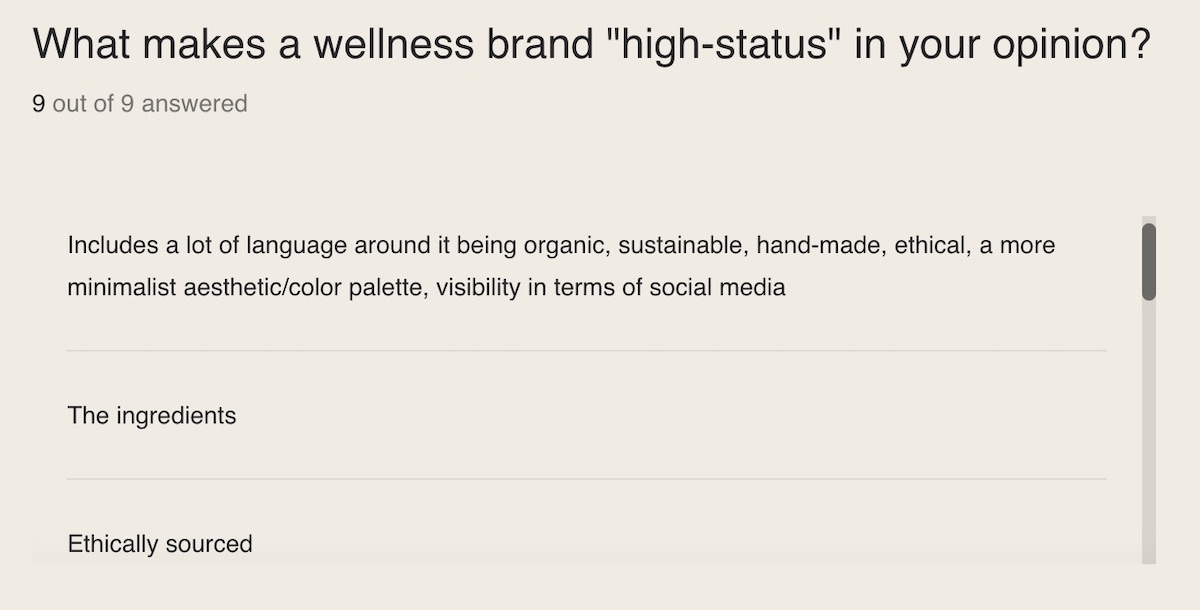 What makes a wellness brand "high-status" in your opinion?
9 out of 9 answered
Includes a lot of language around it being organic, sustainable, hand-made, ethical, a more
minimalist aesthetic/color palette, visibility in terms of social media
The ingredients
Ethically sourced